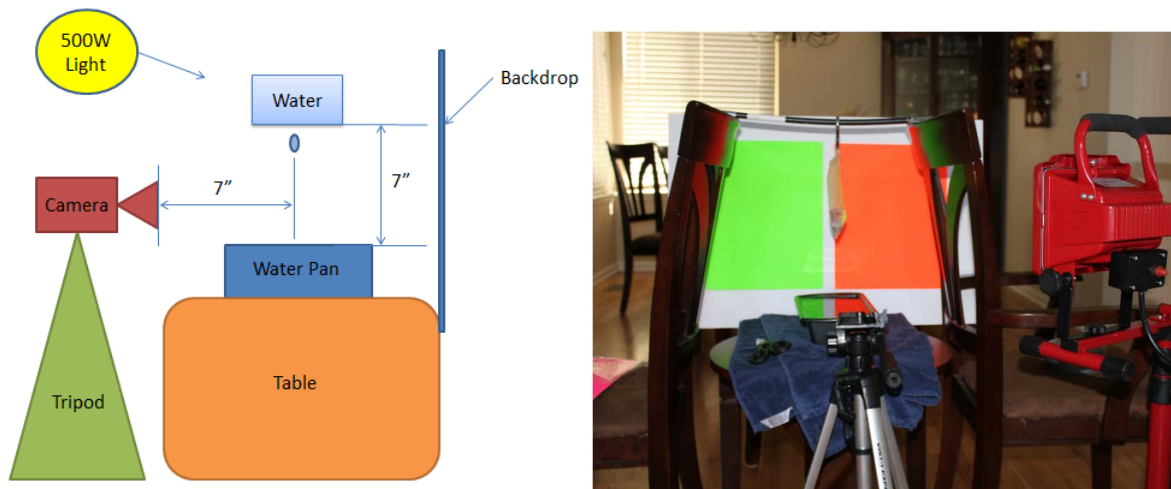 500W
Light
Water
Backdrop
7”
7”
Camera
Water Pan
Table
Tripod